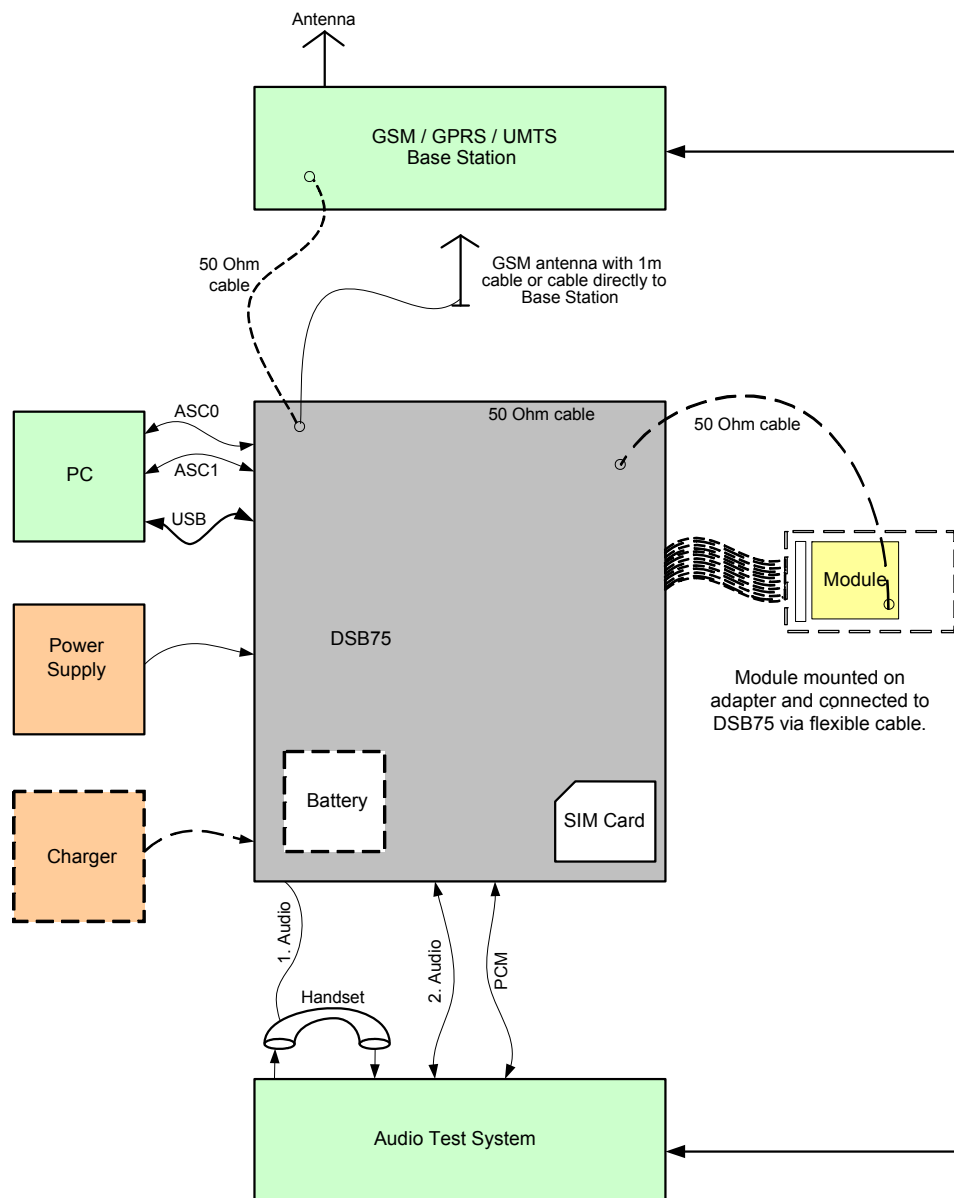 Antenna
GSM / GPRS / UMTS
Base Station
50 Ohm
cable
GSM antenna with 1m
cable or cable directly to
Base Station
ASC0
ASC1
USB
PC
50 Ohm cable
50 Ohm cable
Module
Power
Supply
DSB75
Module mounted on
adapter and connected to
DSB75 via flexible cable.
Battery
SIM Card
Charger
1. Audio
2. Audio
PCM
Handset
Audio Test System